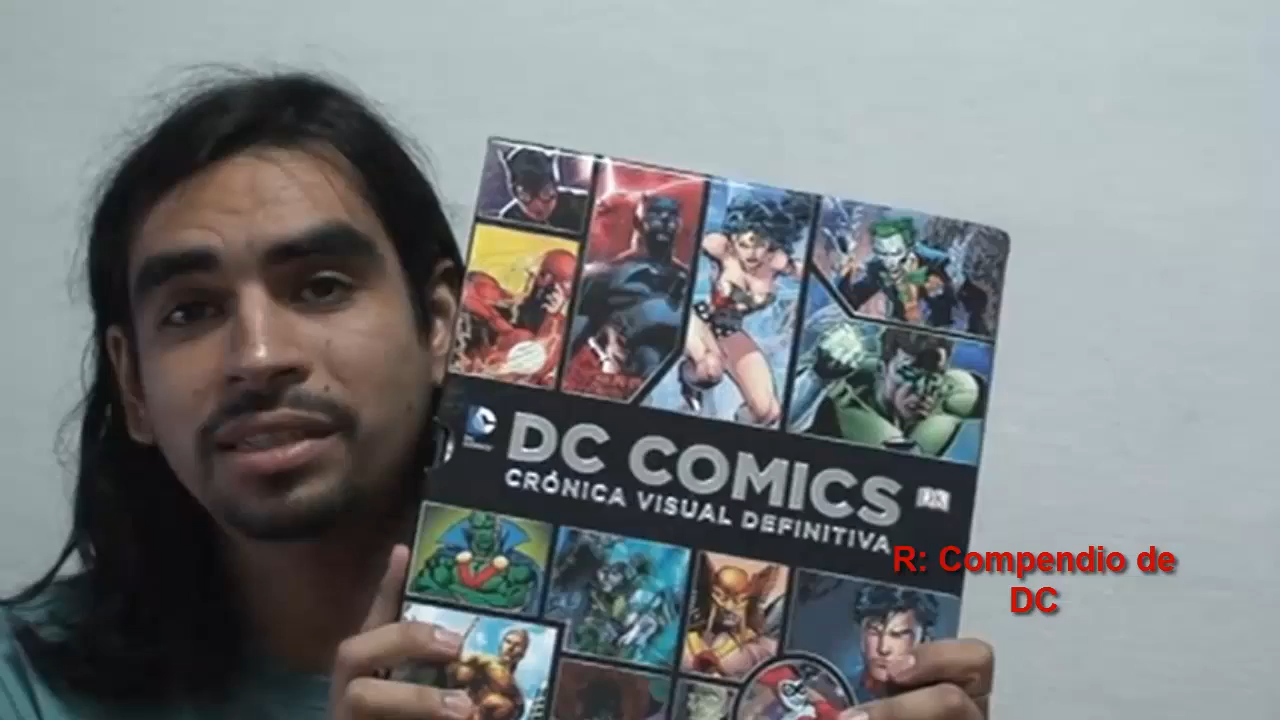 DC COMICS
CRÓNICA VISUAL DEFINITIVA
DK
R: Compendio de
DC